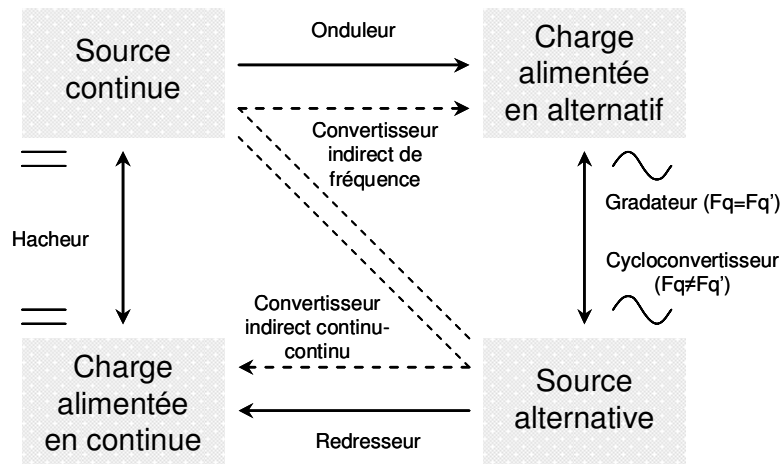 Source
continue
Onduleur
Charge
alimentée
en alternatif
Convertisseur
indirect de
fréquence
Hacheur
Gradateur (Fq=Fq')
Cycloconvertisseur
(Fq≠Fq')
Convertisseur
indirect continu-
continu
Charge
alimentée
en continue
Redresseur
Source
alternative